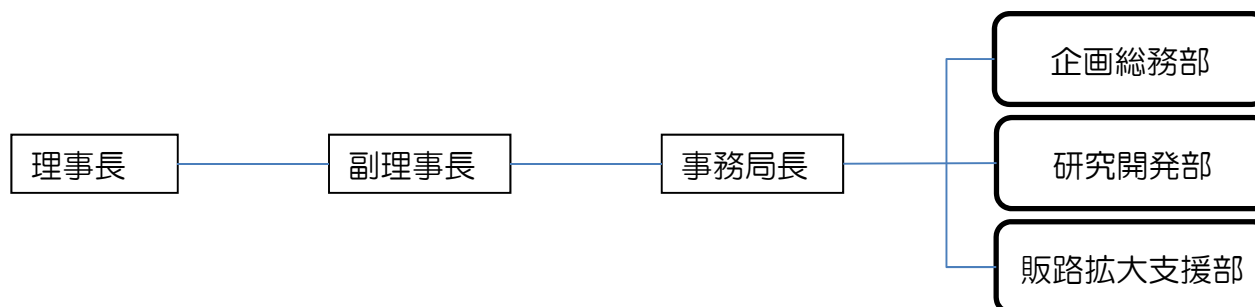 理事長
副理事長
事務局長
企画総務部
研究開発部
販路拡大支援部